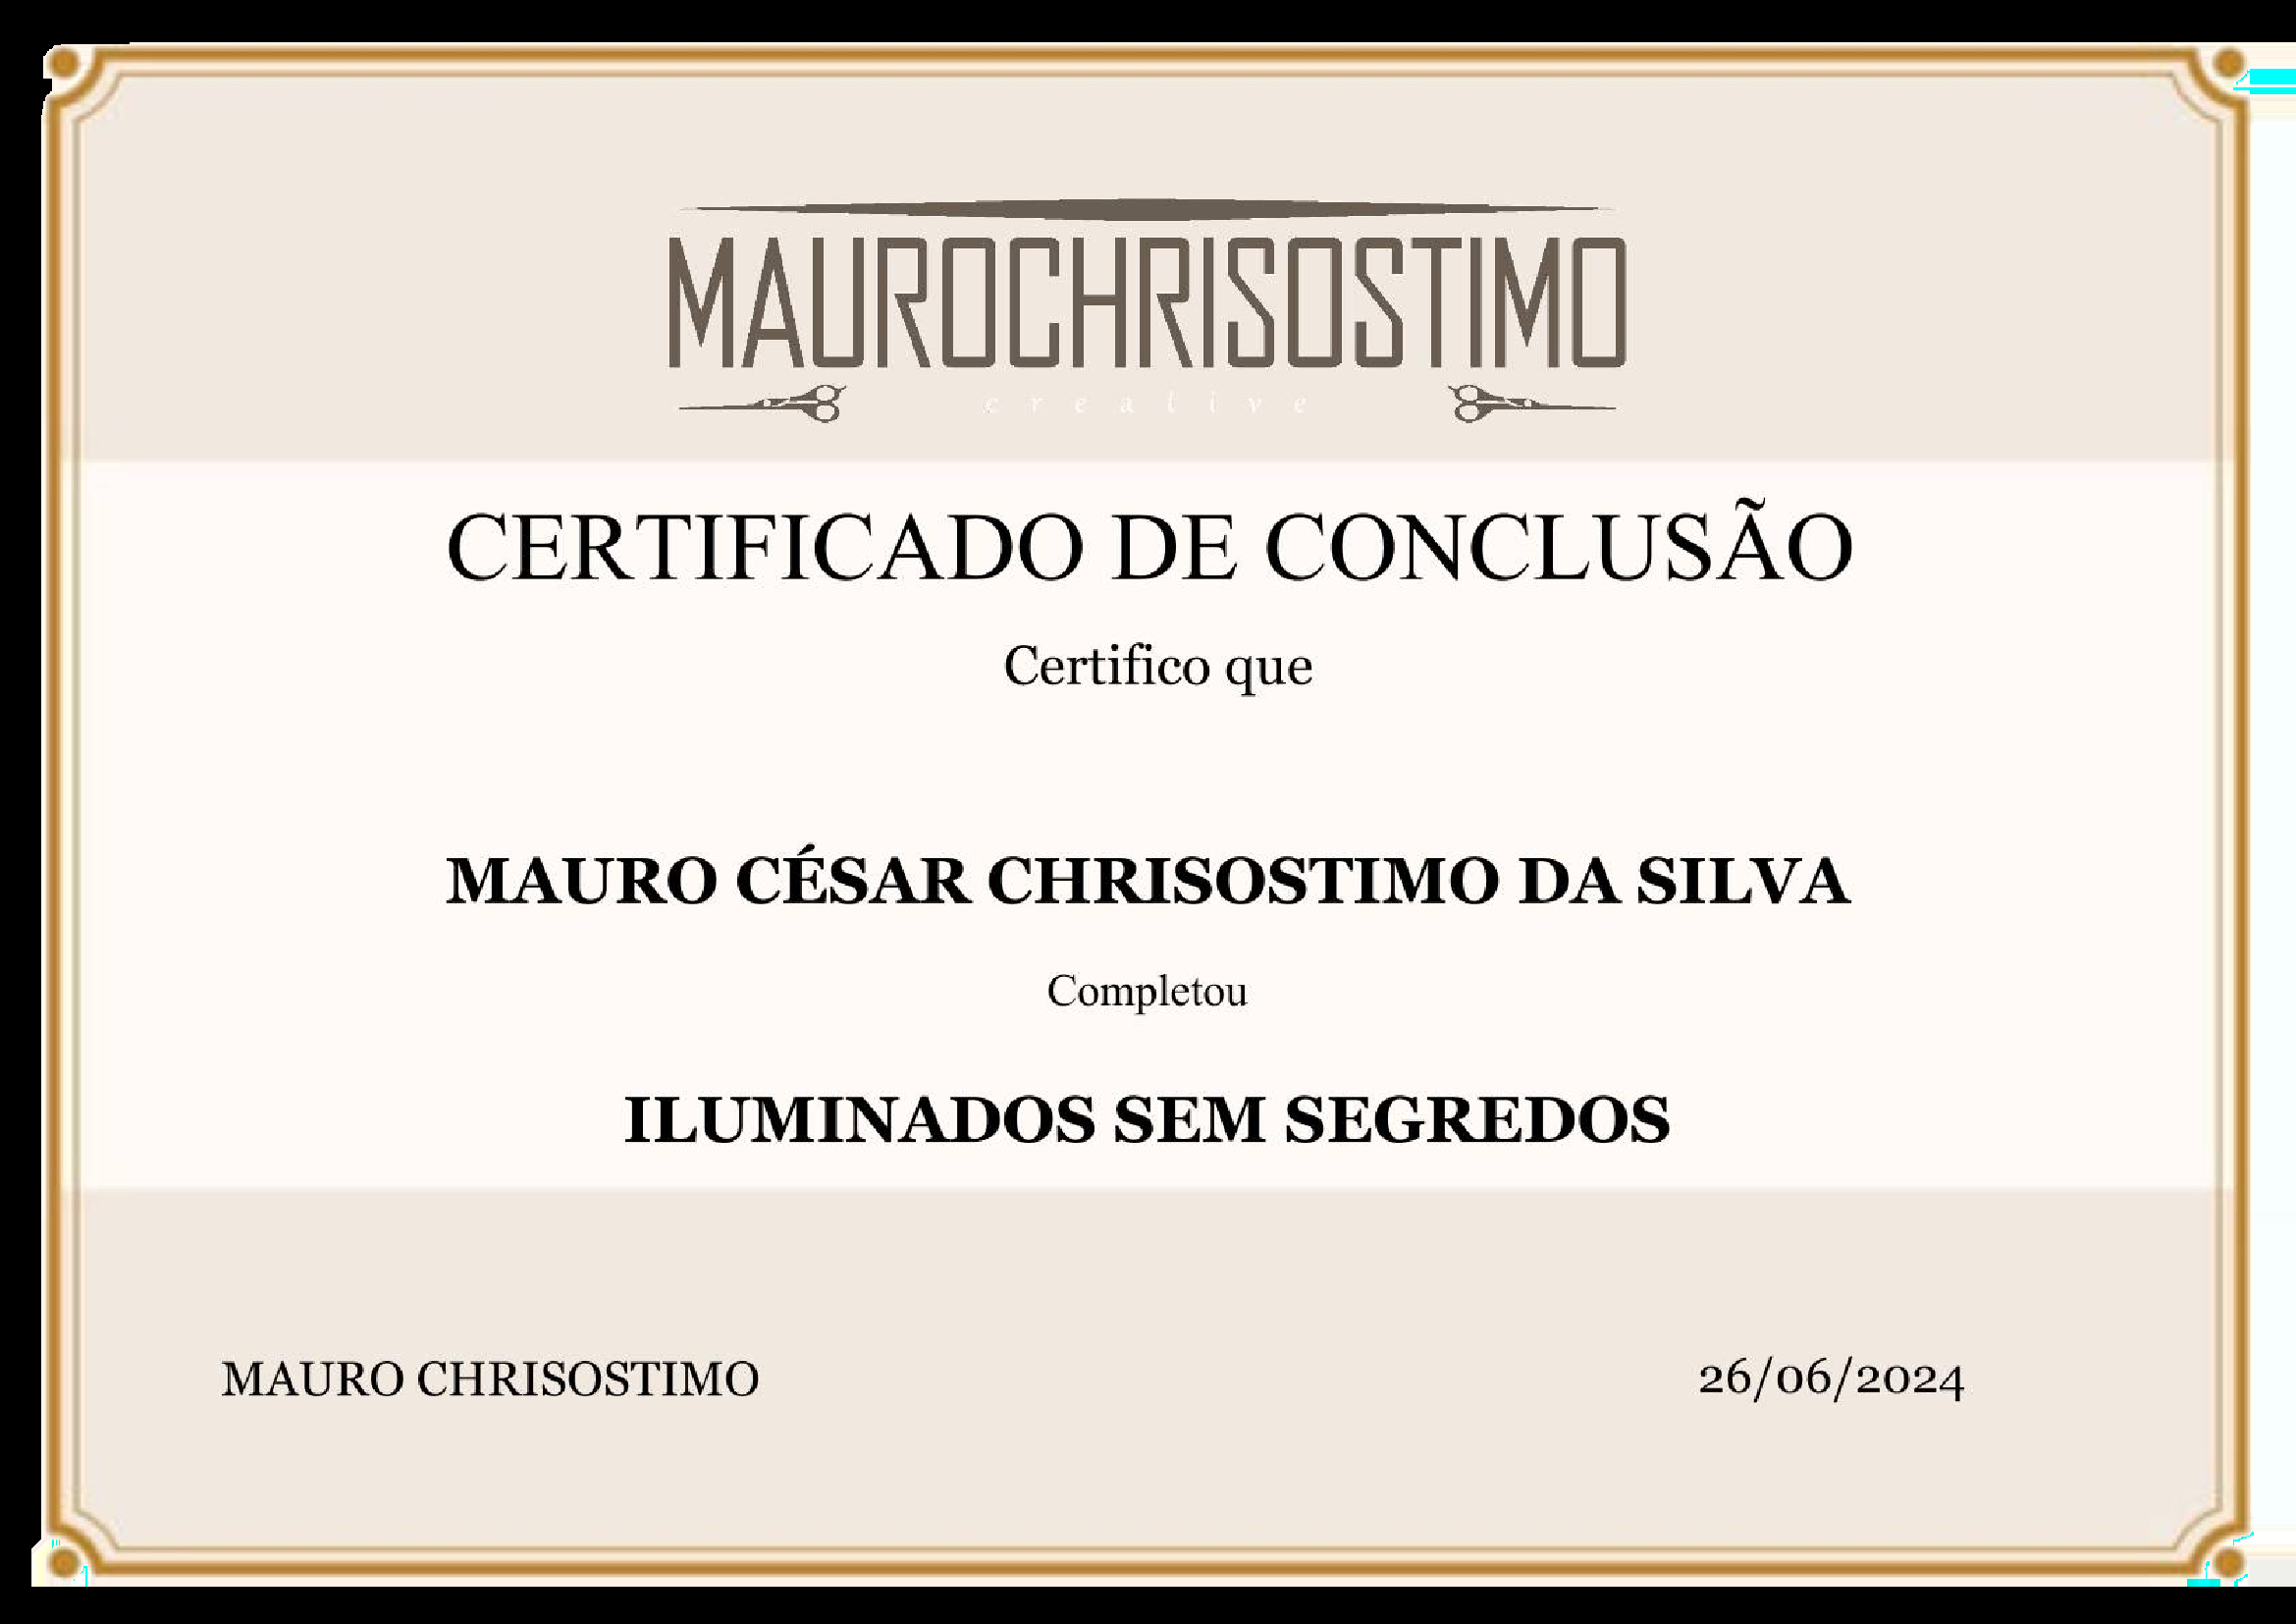 MAUROCHRISOSTIMO
creative
CERTIFICADO DE CONCLUSÃO
Certifico que
MAURO CÉSAR CHRISOSTIMO DA SILVA
Completou
ILUMINADOS SEM SEGREDOS
MAURO CHRISOSTIMO
26/06/2024